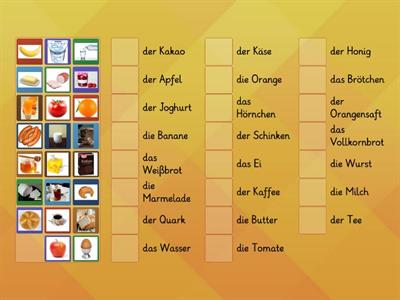 der Kakao
der Käse
der Honig
der Apfel
die Orange
das Brötchen
der Joghurt
das
Hörnchen
der
Orangensaft
die Banane
der Schinken
das
Vollkornbrot
das
Weißbrot
das Ei
die Wurst
die
Marmelade
der Kaffee
die Milch
der Quark
die Butter
der Tee
das Wasser
die Tomate